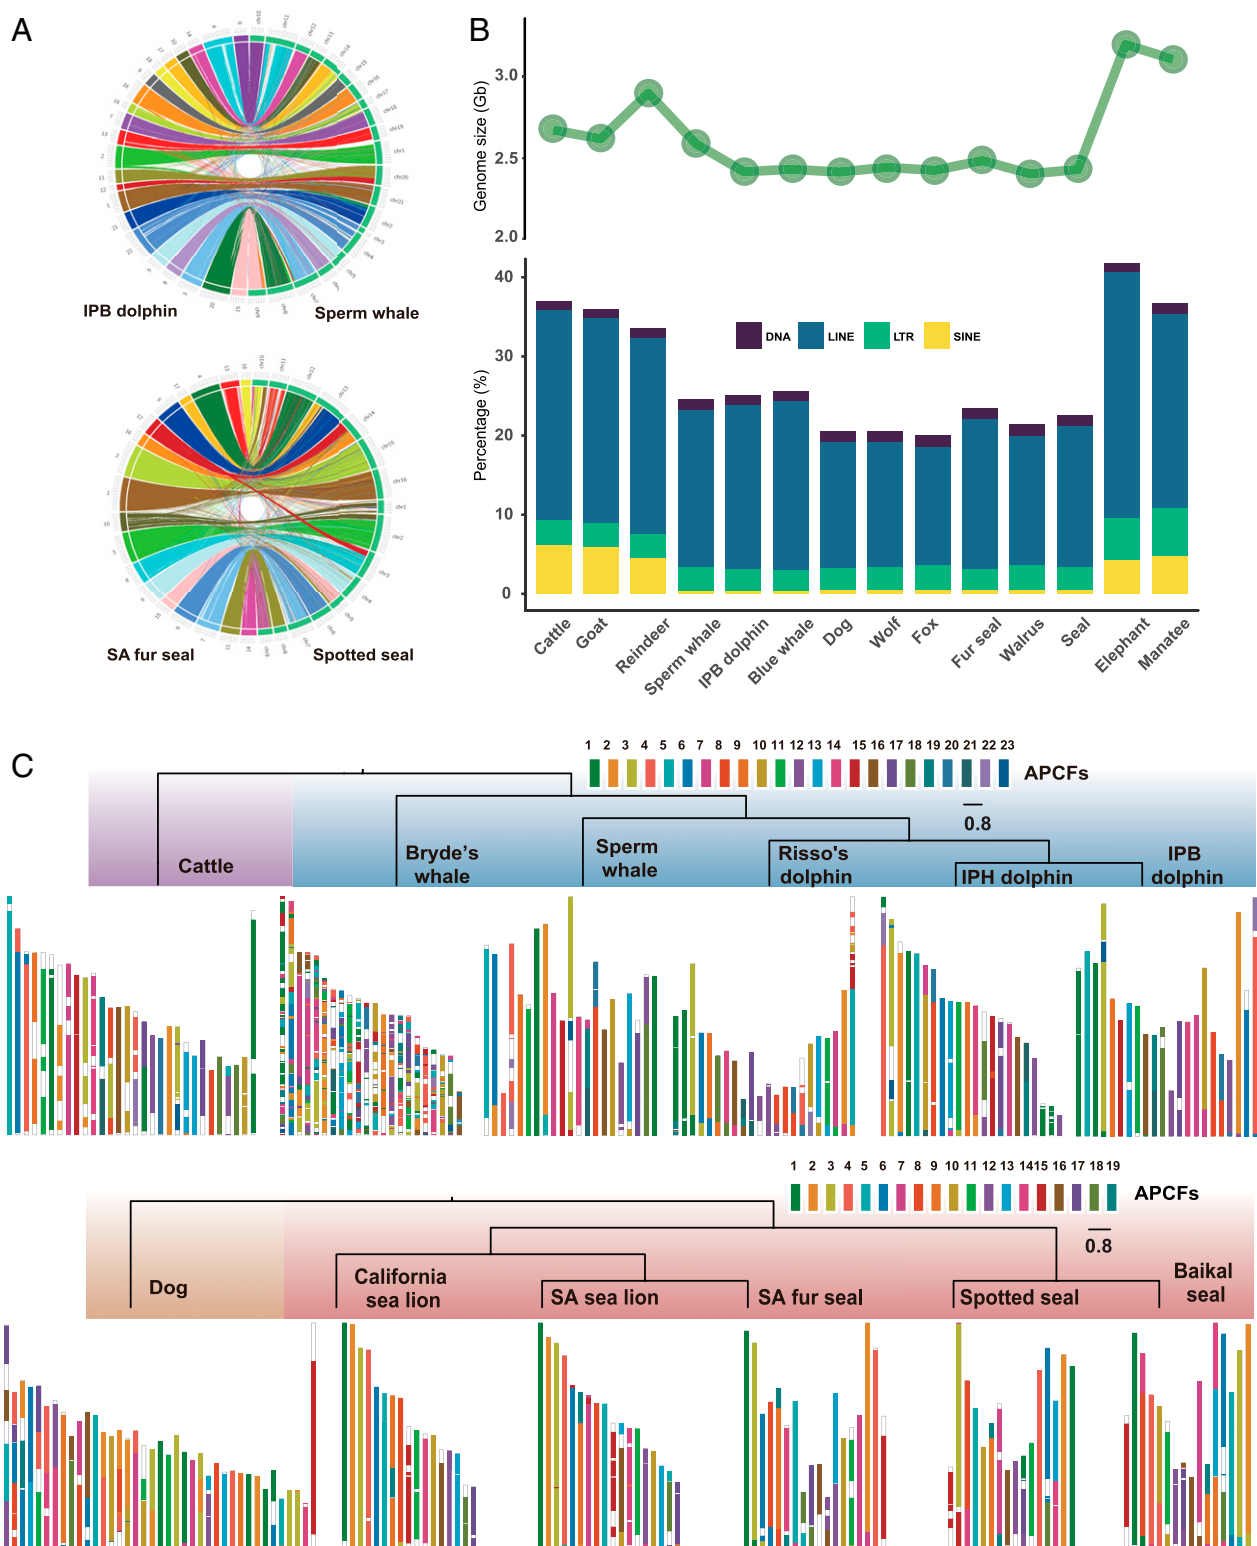 A
B
IPB dolphin
Sperm whale
SA fur seal
Spotted seal
Genome size (Gb)
3.0
2.5
2.0
Percentage (%)
40
30
20
10
0
DNA LINE LTR SINE
Cattle Goat Reindeer Sperm whale IPB dolphin Blue whale Dog Wolf Fox Fur seal Walrus Seal Elephant Manatee
C
1 2 3 4 5 6 7 8 9 10 11 12 13 14 15 16 17 18 19 20 21 22 23
APCFs
0.8
Cattle
Bryde's
whale
Sperm
whale
Risso's
dolphin
IPH dolphin
IPB
dolphin
1 2 3 4 5 6 7 8 9 10 11 12 13 1415 16 17 18 19
APCFs
0.8
Dog
California
sea lion
SA sea lion
SA fur seal
Spotted seal
Baikal
seal